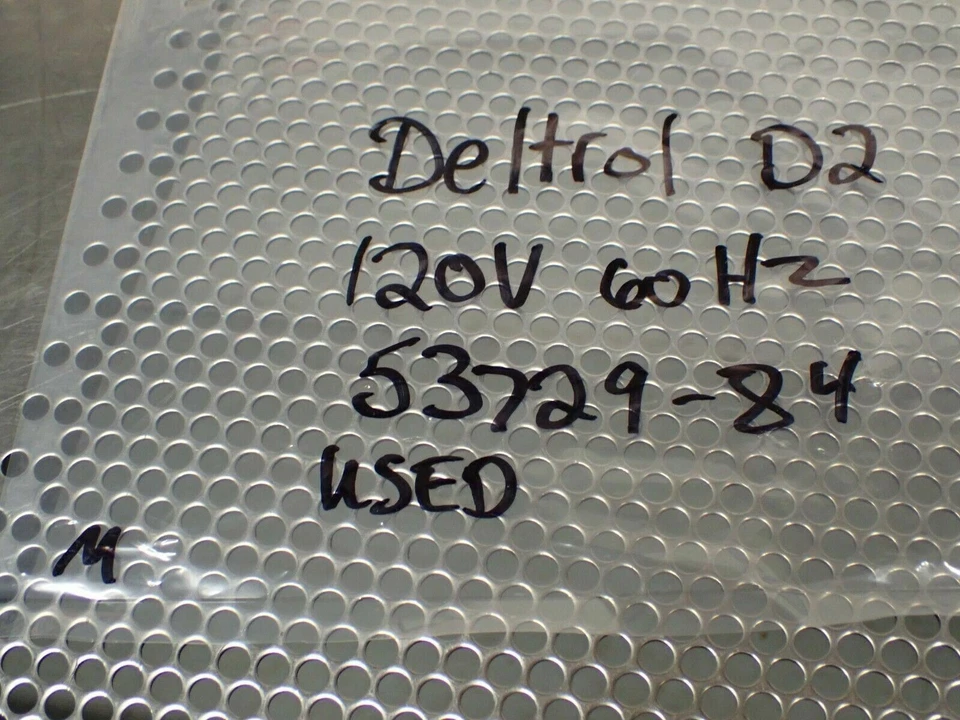 Deltrol D2
120V 60HZ
53729-84
USED
M